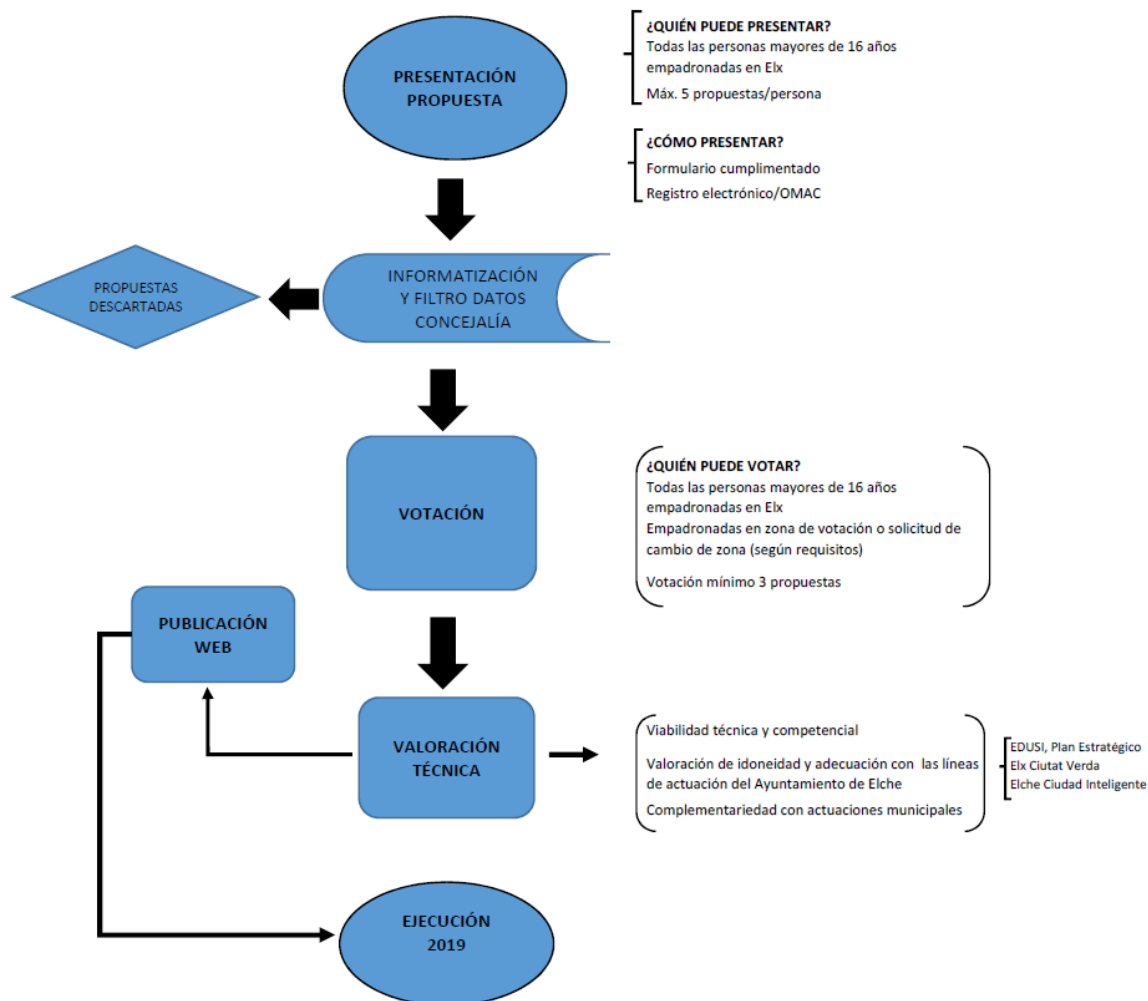 PRESENTACIÓN
PROPUESTA
¿QUIÉN PUEDE PRESENTAR?
Todas las personas mayores de 16 años
empadronadas en Elx
Máx. 5 propuestas/persona
¿CÓMO PRESENTAR?
Formulario cumplimentado
Registro electrónico/OMAC
PROPUESTAS
DESCARTADAS
INFORMATIZACIÓN
Y FILTRO DATOS
CONCEJALÍA
VOTACIÓN
¿QUIÉN PUEDE VOTAR?
Todas las personas mayores de 16 años
empadronadas en Elx
Empadronadas en zona de votación o solicitud de
cambio de zona (según requisitos)
Votación mínimo 3 propuestas
PUBLICACIÓN
WEB
VALORACIÓN
TÉCNICA
Viabilidad técnica y competencial
Valoración de idoneidad y adecuación con las líneas
de actuación del Ayuntamiento de Elche
Complementariedad con actuaciones municipales
EDUSI, Plan Estratégico
Elx Ciutat Verda
Elche Ciudad Inteligente
EJECUCIÓN
2019